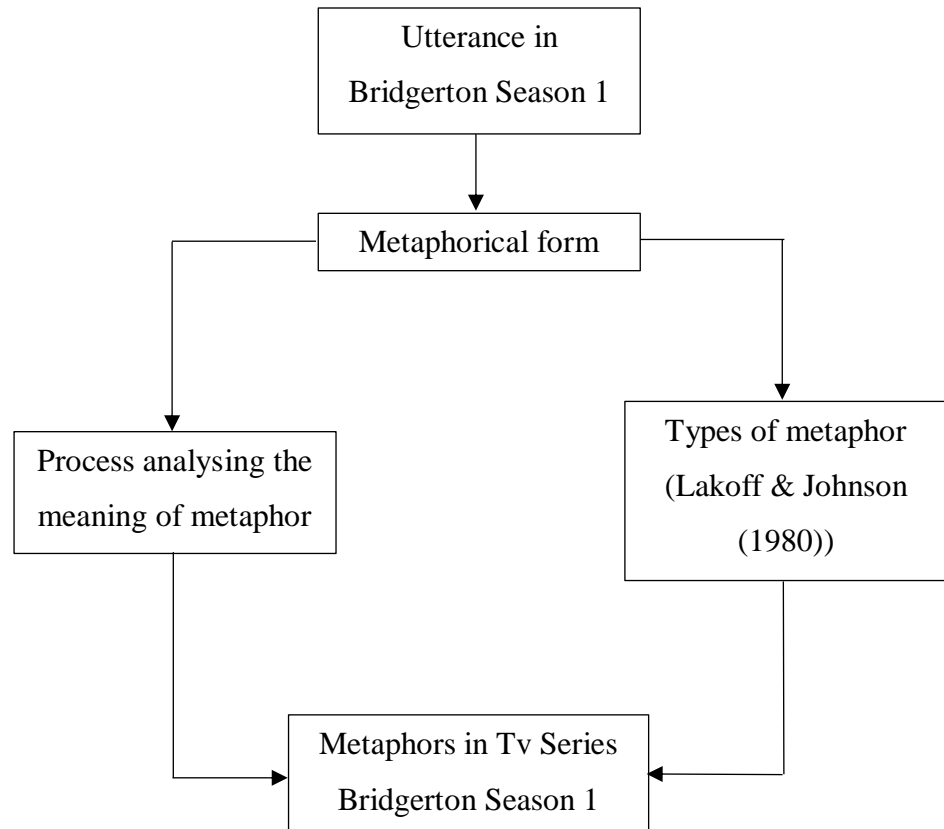 Utterance in
Bridgerton Season 1
Metaphorical form
Process analysing the
meaning of metaphor
Types of metaphor
(Lakoff & Johnson
(1980))
Metaphors in Tv Series
Bridgerton Season 1